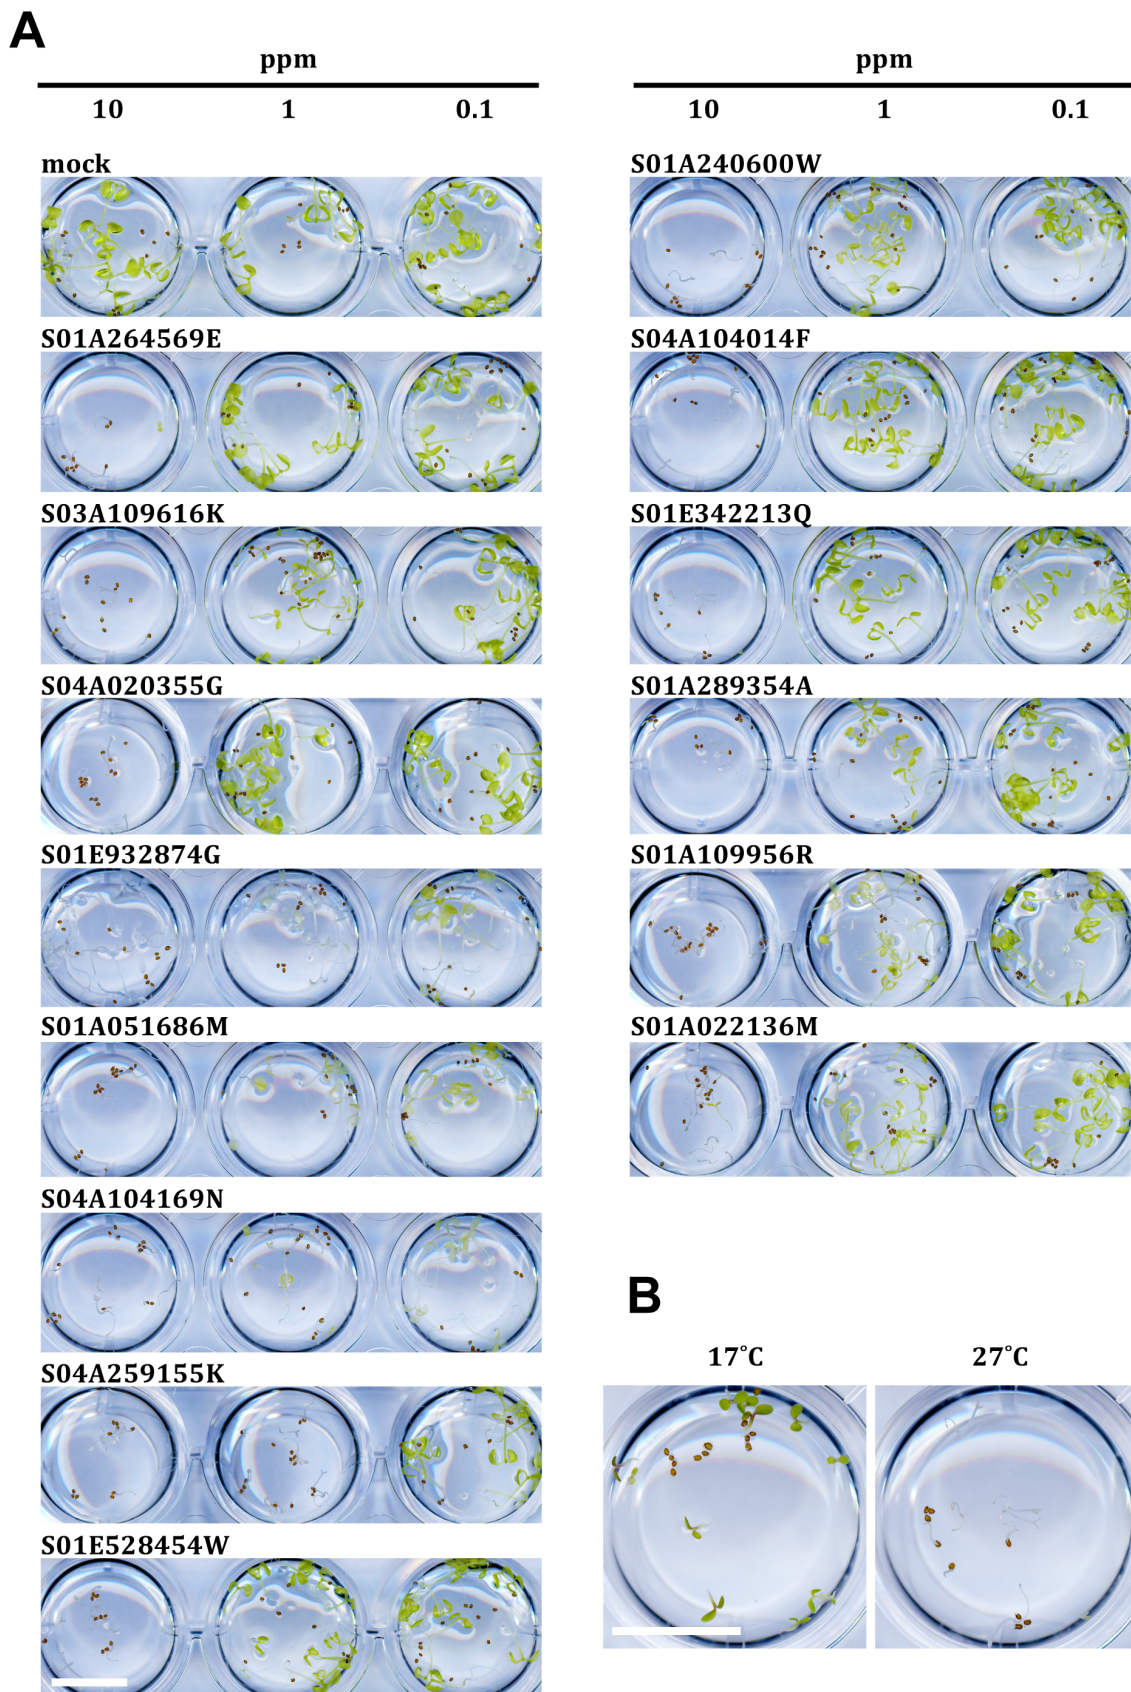 A
ppm
10 1 0.1
mock
S01A264569E
S03A109616K
S04A020355G
S01E932874G
S01A051686M
S04A104169N
S04A259155K
S01E528454W
ppm
10 1 0.1
S01A240600W
S04A104014F
S01E342213Q
S01A289354A
S01A109956R
S01A022136M
B
17°C 27°C